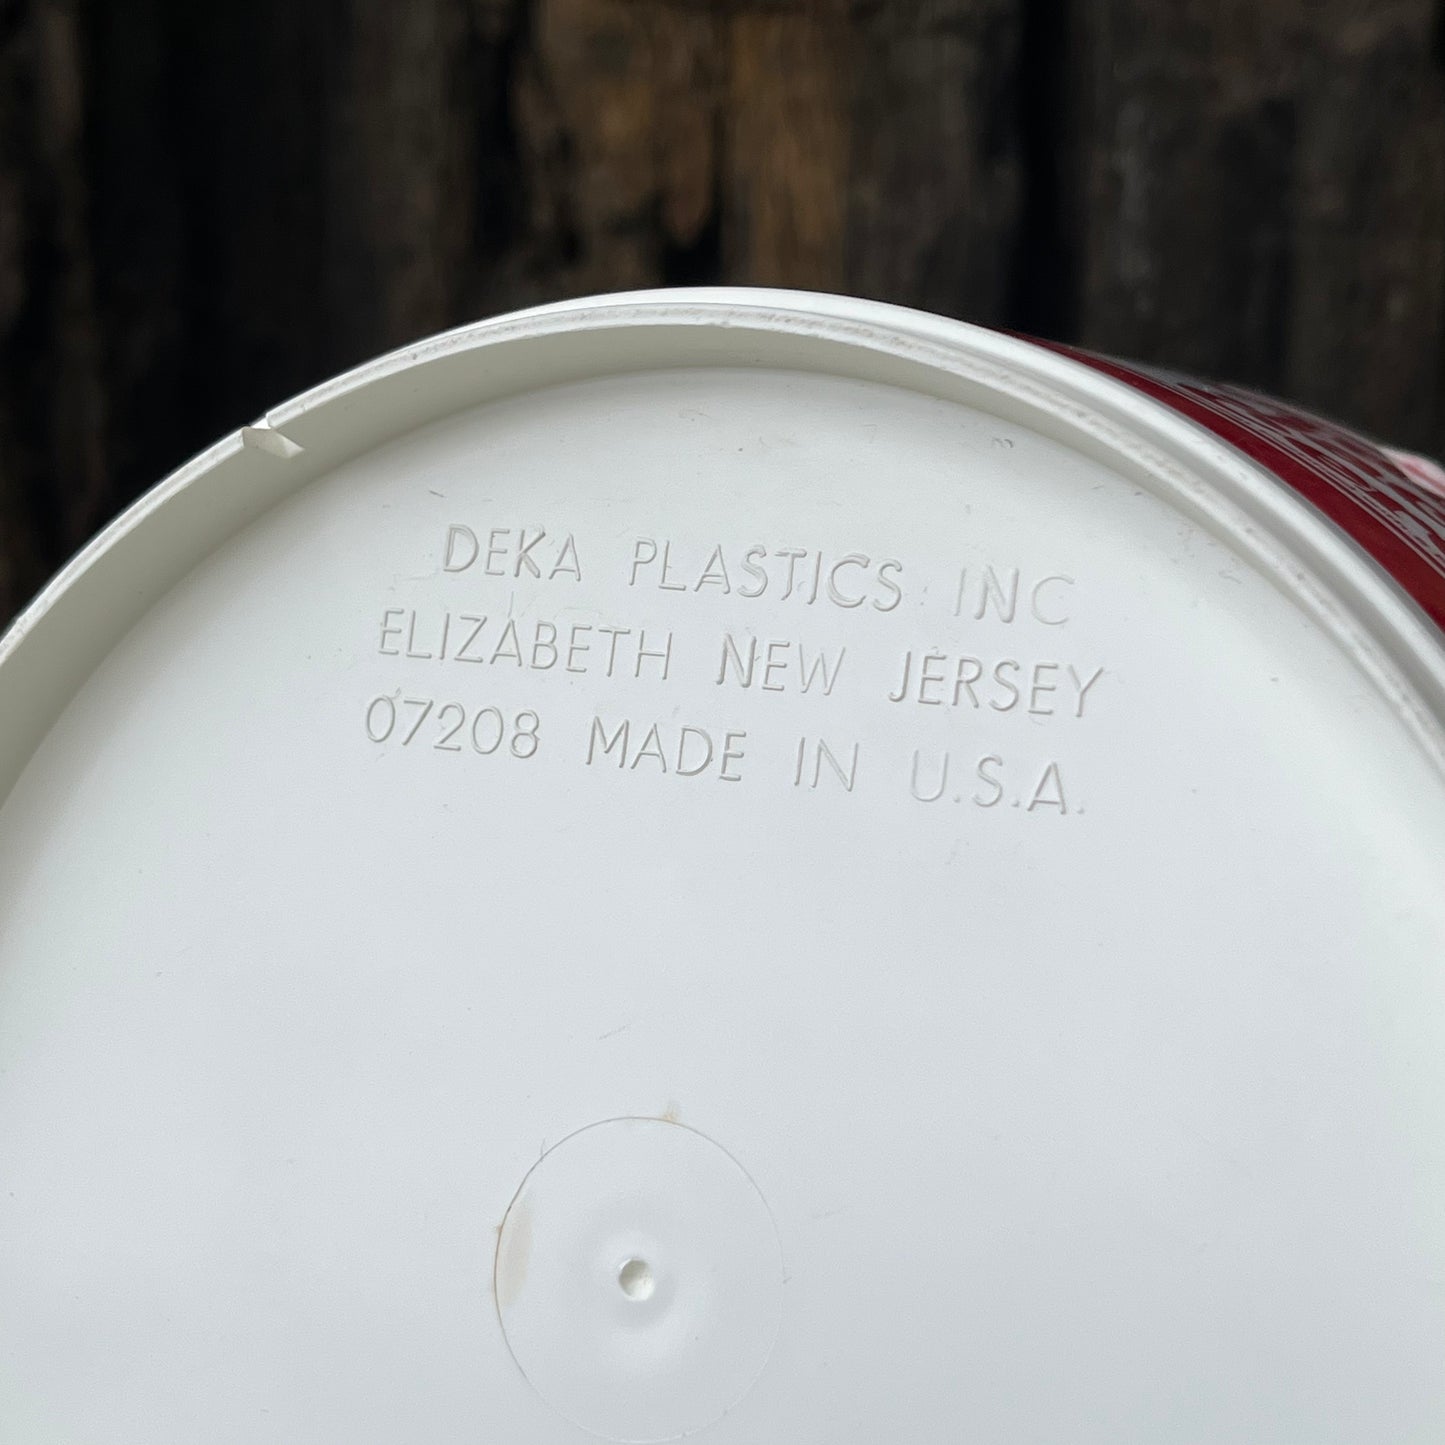 DEKA PLASTICS INC
ELIZABETH NEW JERSEY
07208 MADE IN U.S.A.